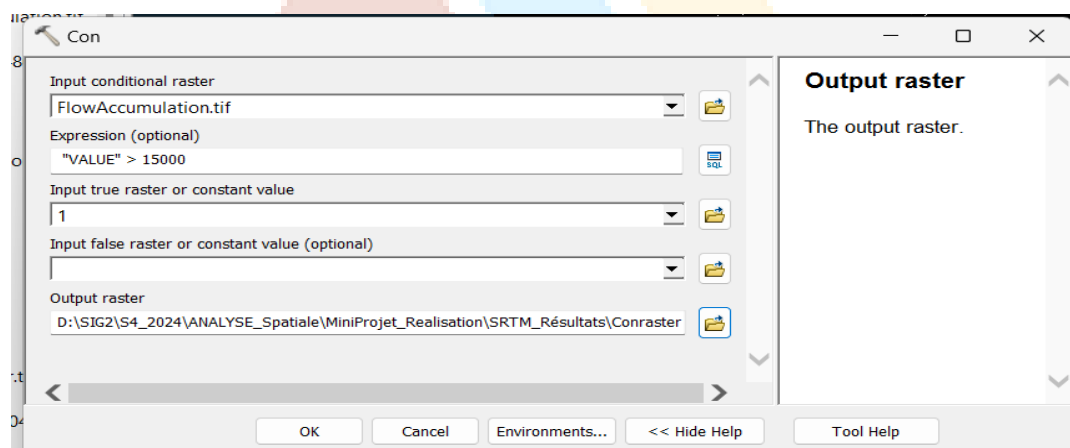 Con
Input conditional raster
FlowAccumulation.tif
Expression (optional)
"VALUE" > 15000
SQL
Input true raster or constant value
1
Input false raster or constant value (optional)
Output raster
D:\SIG2\S4_2024\ANALYSE_Spatiale\MiniProjet_Realisation\SRTM_Résultats\Conraster
OK
Cancel
Environments...
<< Hide Help
Tool Help
Output raster
The output raster.